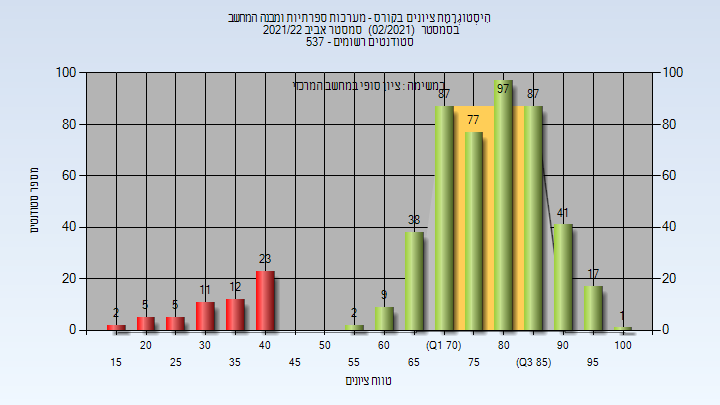 היסטוגרמת ציונים בקורס - מערכות ספרתיות ומבנה המחשב
בסמסטר (02/2021) סמסטר אביב 2021/22
סטודנטים רשומים - 537
במשימה : ציון סופי במחשב המרכזי
100 100
80 80
60 60
40 40
20 20
0 0
מספר סטודנטים
2 5 5 11 12 23 2 9 38 87 77 97 87 41 17 1
20 30 40 50 60 (Q1 70) 80 90 100
15 25 35 45 55 65 75 (Q3 85) 95
טווח ציונים